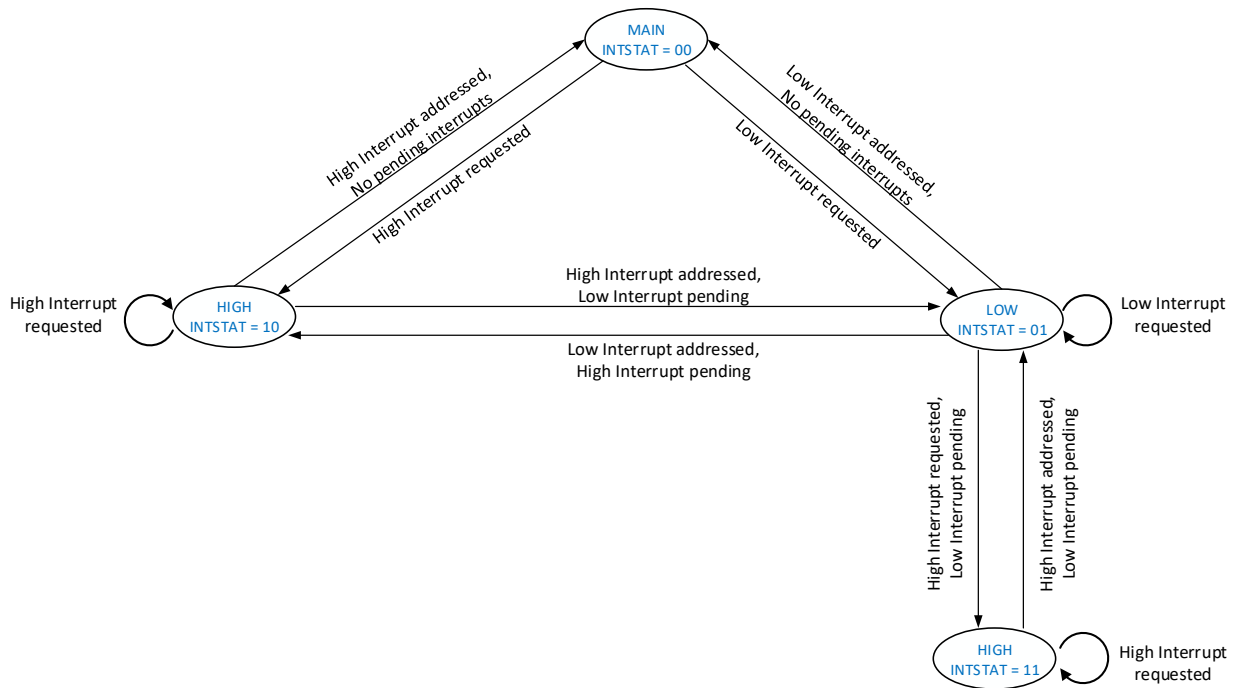 MAIN
INTSTAT = 00
High Interrupt addressed,
No pending interrupts
High Interrupt requested
Low Interrupt requested
Low Interrupt addressed,
No pending interrupts
High Interrupt
requested
HIGH
INTSTAT = 10
High Interrupt addressed,
Low Interrupt pending
Low Interrupt addressed,
High Interrupt pending
LOW
INTSTAT = 01
Low Interrupt
requested
High Interrupt requested,
Low Interrupt pending
High Interrupt addressed,
Low Interrupt pending
HIGH
INTSTAT = 11
High Interrupt
requested